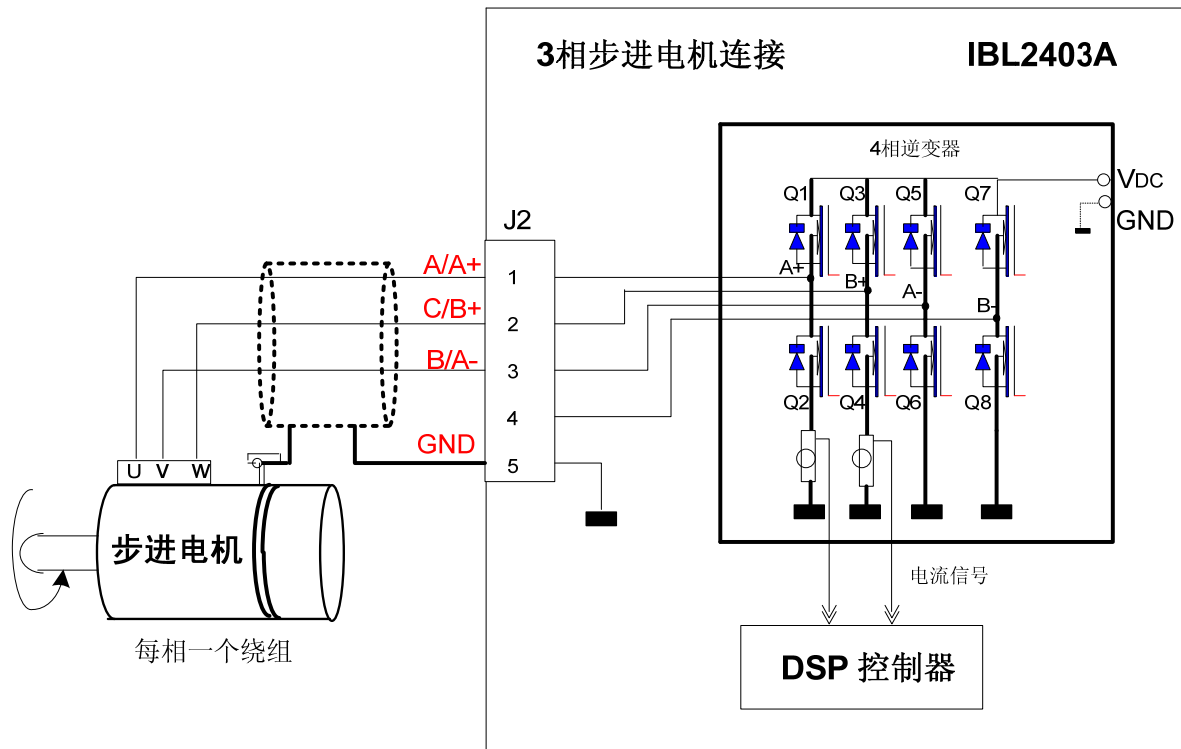 3相步进电机连接
IBL2403A
4相逆变器
Q1
Q3
Q5
Q7
VDC
GND
J2
A/A+
1
A+
C/B+
2
B+
B/A-
3
A-
4
B-
GND
5
Q2
Q4
Q6
Q8
U V W
步进电机
每相一个绕组
电流信号
DSP 控制器